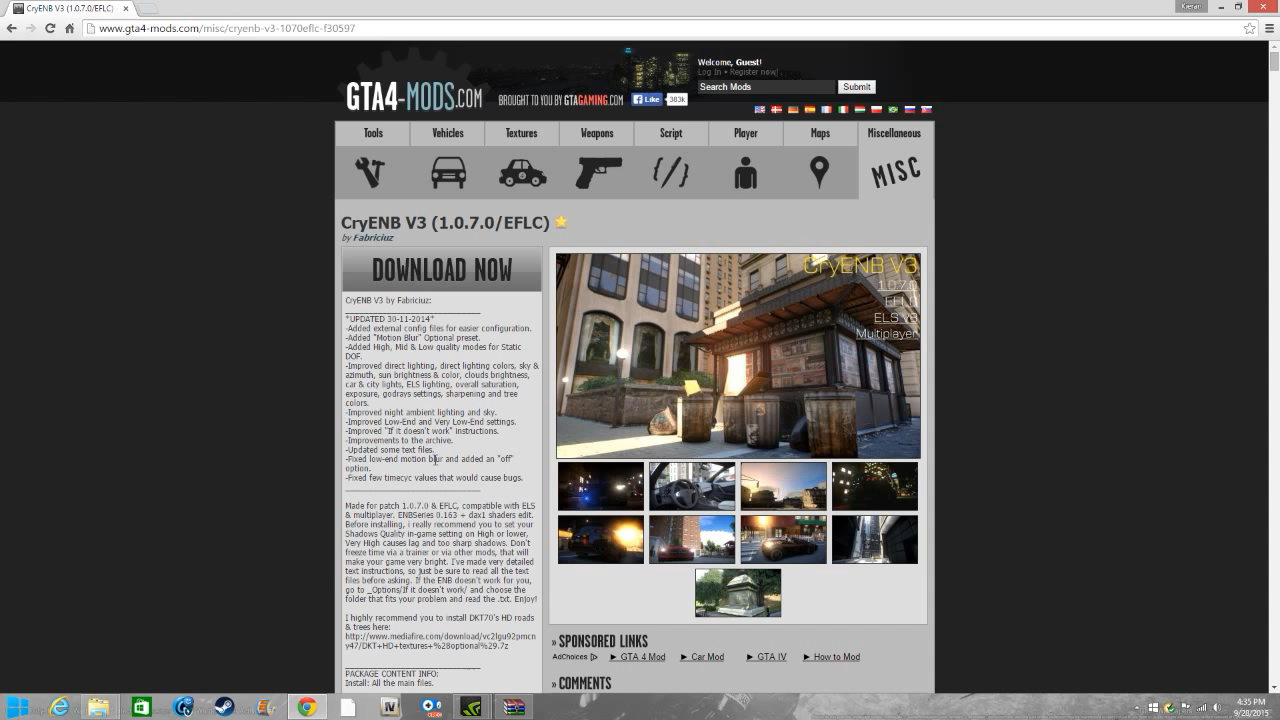 CryENB V3 (1.0.7.0/EFLC)
Kieran
www.gta4-mods.com/misc/cryenb-v3-1070eflc-f30597
GTA4-MODS.COM
BROUGHT TO YOU BY GTAGAMING.COM
Like
383k
Welcome, Guest!
Log In • Register now!
Search Mods
Submit
Tools
Vehicles
Textures
Weapons
Script
Player
Maps
Miscellaneous
MISC
CryENB V3 (1.0.7.0/EFLC)
by Fabriciuz
DOWNLOAD NOW
CryENB V3 by Fabriciuz:
*UPDATED 30-11-2014*
-Added external config files for easier configuration.
-Added "Motion Blur" Optional preset.
-Added High, Mid & Low quality modes for Static
DOF.
-Improved direct lighting, direct lighting colors, sky &
azimuth, sun brightness & color, clouds brightness,
car & city lights, ELS lighting, overall saturation,
exposure, godrays settings, sharpening and tree
colors.
-Improved night ambient lighting and sky.
-Improved Low-End and Very Low-End settings.
-Improved "If it doesn't work" instructions.
-Improvements to the archive.
-Updated some text files.
-Fixed low-end motion blur and added an "off"
option.
-Fixed few timecyc values that would cause bugs.
Made for patch 1.0.7.0 & EFLC, compatible with ELS
& multiplayer. ENBSeries 0.163 + dax1 shaders edit.
Before installing, i really recommend you to set your
Shadows Quality in-game setting on High or lower,
Very High causes lag and too sharp shadows. Don't
freeze time via a trainer or via other mods, that will
make your game very bright. I've made very detailed
text instructions, so just be sure to read all the text
files before asking. If the ENB doesn't work for you,
go to _Options/If it doesn't work/ and choose the
folder that fits your problem and read the .txt. Enjoy!
I highly recommend you to install DKT70's HD roads
& trees here:
http://www.mediafire.com/download/vc2lgu92pmcn
y47/DKT+HD+textures+%28optional%29.7z
PACKAGE CONTENT INFO:
Install: All the main files.
CryENB V3
1.0.7.0
EFLC
ELS V8
Multiplayer
» SPONSORED LINKS
AdChoices
► GTA 4 Mod
► Car Mod
► GTA IV
► How to Mod
» COMMENTS
IV
4:35 PM
9/28/2015